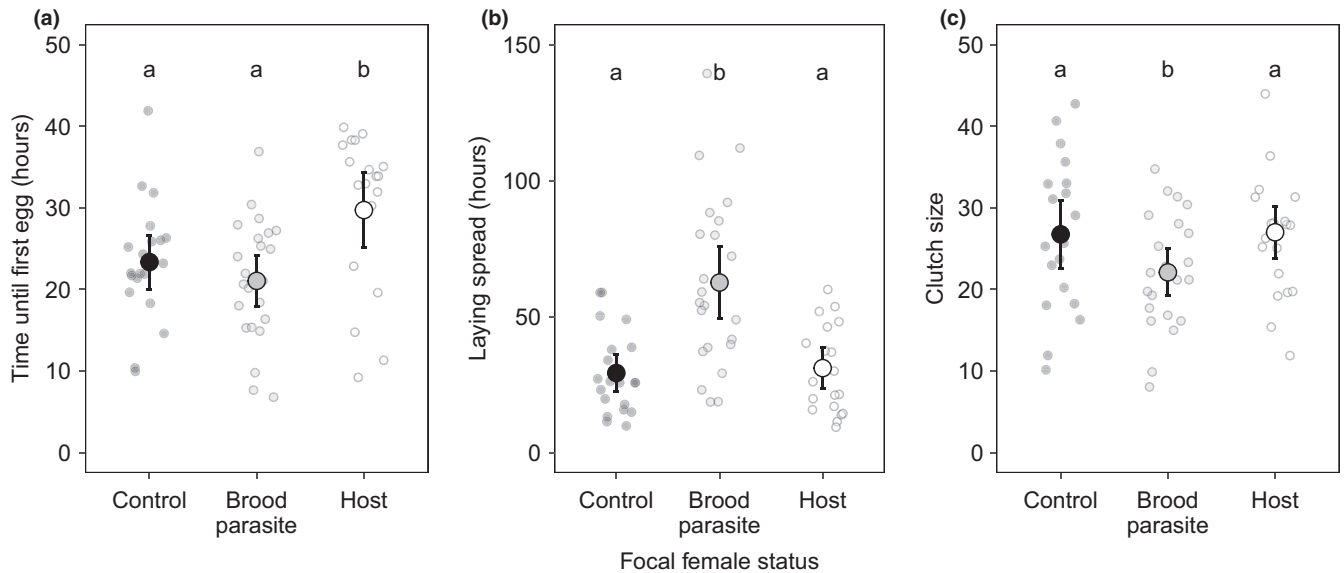 (a)
Time until first egg (hours)
50
40
30
20
10
0
a
a
b
Control
Brood
parasite
Host
(b)
Laying spread (hours)
150
100
50
0
a
b
a
Control
Brood
parasite
Host
Focal female status
(c)
Clutch size
50
40
30
20
10
0
a
b
a
Control
Brood
parasite
Host